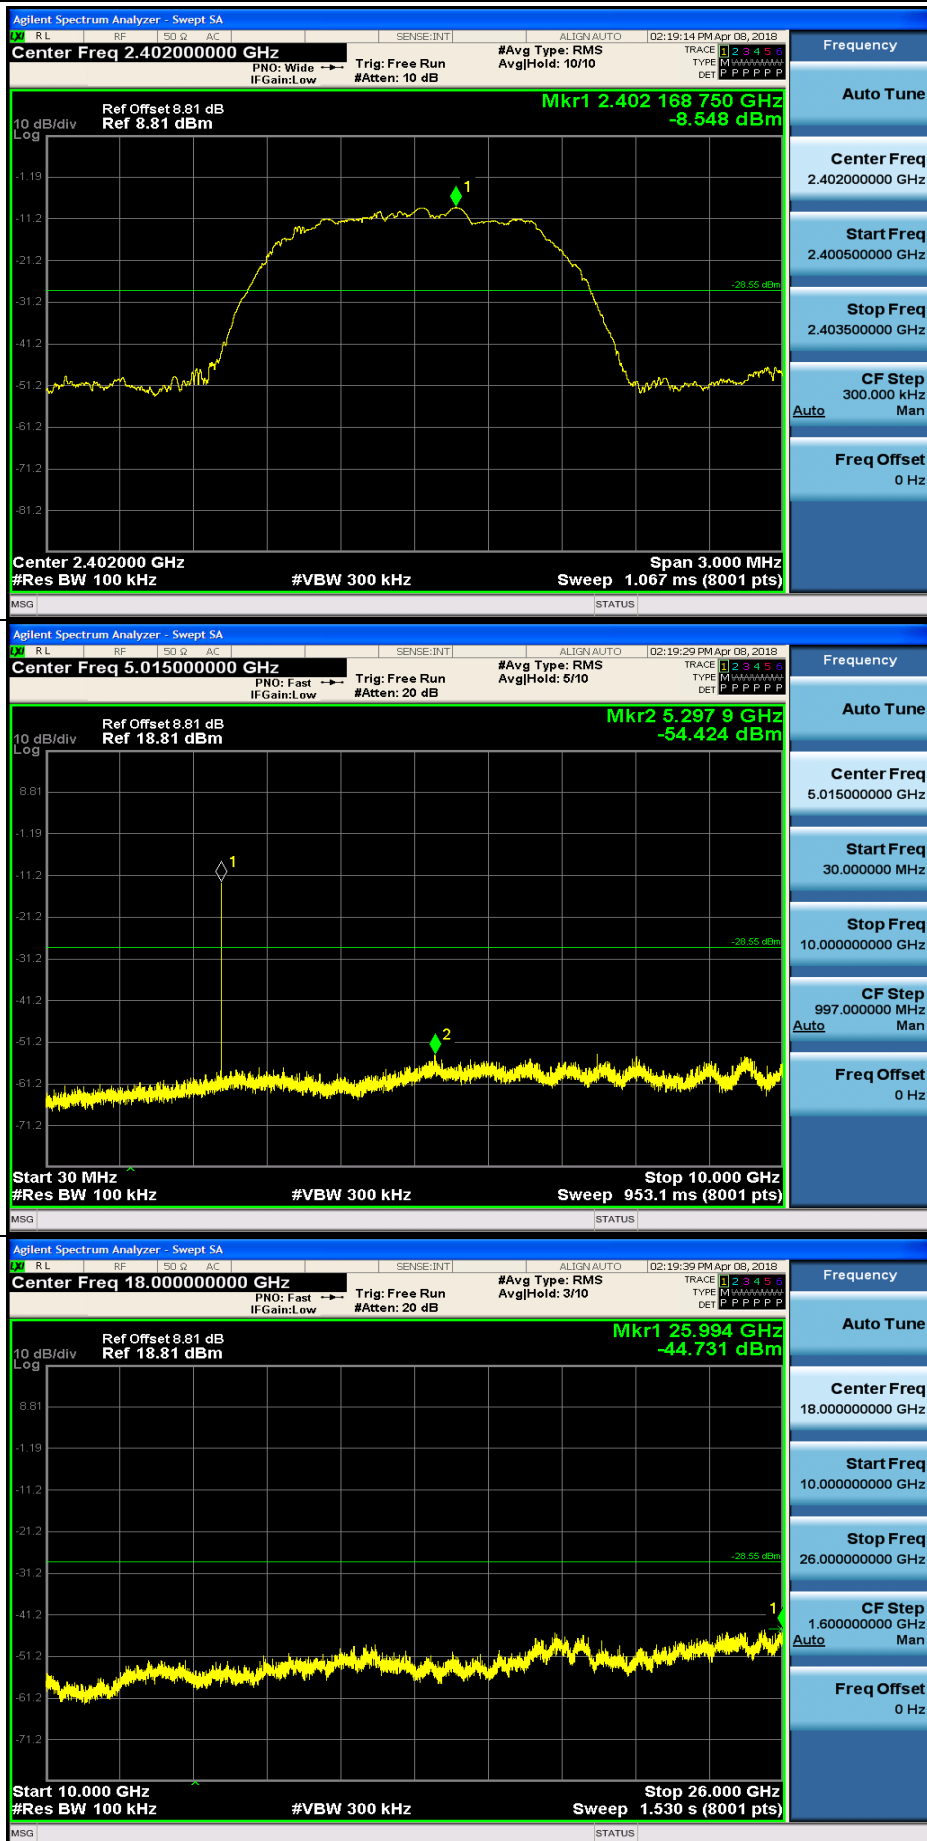 Agilent Spectrum Analyzer - Swept SA
LXI RL RF 50 Ω AC SENSE:INT ALIGN AUTO 02:19:14 PM Apr 08, 2018
Center Freq 2.402000000 GHz
PNO: Wide
IFGain:Low
Trig: Free Run
#Atten: 10 dB
#Avg Type: RMS
Avg|Hold: 10/10
TRACE 1 2 3 4 5 6
TYPE M WWWWW
DET P P P P P P
Ref Offset 8.81 dB
10 dB/div Ref 8.81 dBm
Log
Mkr1 2.402 168 750 GHz
-8.548 dBm
-1.19
1
-11.2
-21.2
-28.55 dBm
-31.2
-41.2
-51.2
-61.2
-71.2
-81.2
Center 2.402000 GHz Span 3.000 MHz
#Res BW 100 kHz #VBW 300 kHz Sweep 1.067 ms (8001 pts)
MSG STATUS
Frequency
Auto Tune
Center Freq
2.402000000 GHz
Start Freq
2.400500000 GHz
Stop Freq
2.403500000 GHz
CF Step
300.000 kHz
Auto Man
Freq Offset
0 Hz
Agilent Spectrum Analyzer - Swept SA
LXI RL RF 50 Ω AC SENSE:INT ALIGN AUTO 02:19:29 PM Apr 08, 2018
Center Freq 5.015000000 GHz
PNO: Fast
IFGain:Low
Trig: Free Run
#Atten: 20 dB
#Avg Type: RMS
Avg|Hold: 5/10
TRACE 1 2 3 4 5 6
TYPE M WWWWW
DET P P P P P P
Ref Offset 8.81 dB
10 dB/div Ref 18.81 dBm
Log
Mkr2 5.297 9 GHz
-54.424 dBm
8.81
-1.19
1
-11.2
-21.2
-28.55 dBm
-31.2
-41.2
2
-51.2
-61.2
-71.2
Start 30 MHz Stop 10.000 GHz
#Res BW 100 kHz #VBW 300 kHz Sweep 953.1 ms (8001 pts)
MSG STATUS
Frequency
Auto Tune
Center Freq
5.015000000 GHz
Start Freq
30.000000 MHz
Stop Freq
10.000000000 GHz
CF Step
997.000000 MHz
Auto Man
Freq Offset
0 Hz
Agilent Spectrum Analyzer - Swept SA
LXI RL RF 50 Ω AC SENSE:INT ALIGN AUTO 02:19:39 PM Apr 08, 2018
Center Freq 18.000000000 GHz
PNO: Fast
IFGain:Low
Trig: Free Run
#Atten: 20 dB
#Avg Type: RMS
Avg|Hold: 3/10
TRACE 1 2 3 4 5 6
TYPE M WWWWW
DET P P P P P P
Ref Offset 8.81 dB
10 dB/div Ref 18.81 dBm
Log
Mkr1 25.994 GHz
-44.731 dBm
8.81
-1.19
-11.2
-21.2
-28.55 dBm
-31.2
1
-41.2
-51.2
-61.2
-71.2
Start 10.000 GHz Stop 26.000 GHz
#Res BW 100 kHz #VBW 300 kHz Sweep 1.530 s (8001 pts)
MSG STATUS
Frequency
Auto Tune
Center Freq
18.000000000 GHz
Start Freq
10.000000000 GHz
Stop Freq
26.000000000 GHz
CF Step
1.600000000 GHz
Auto Man
Freq Offset
0 Hz